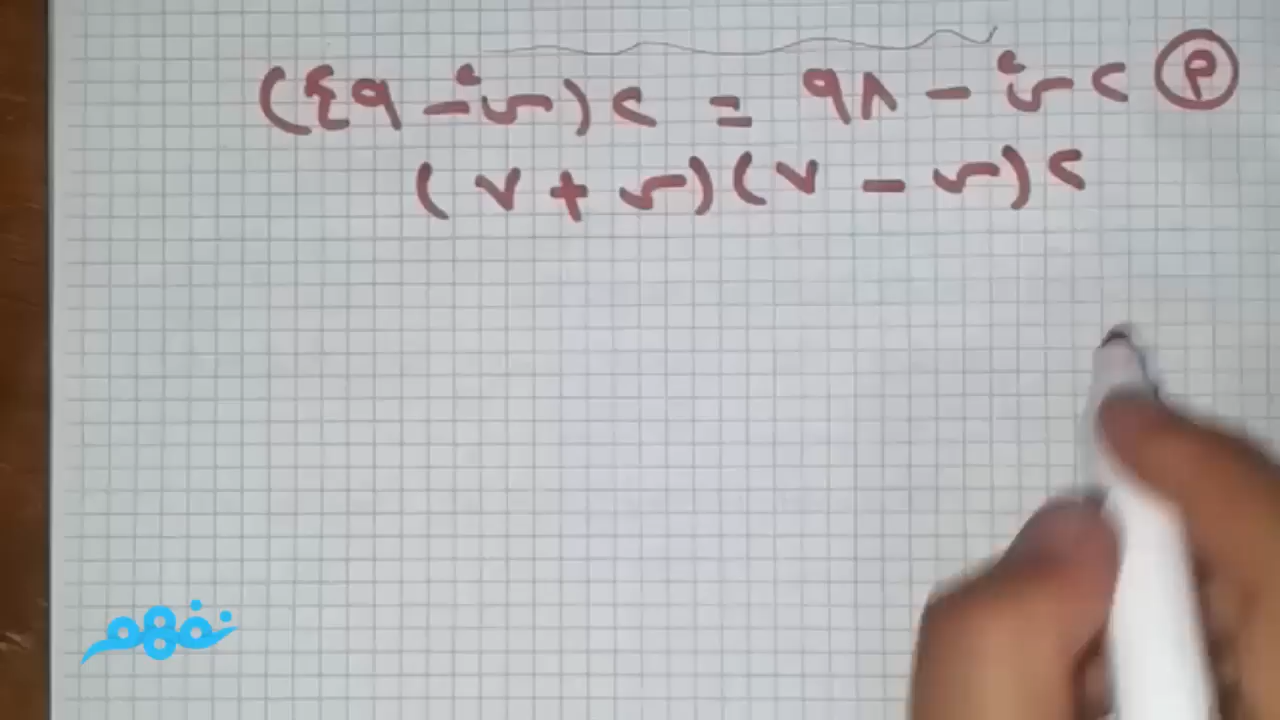 (م) ٢س٢ − ٩٨ = ٢(س٢ − ٤٩)
٢(س − ٧)(س + ٧)
نفهم